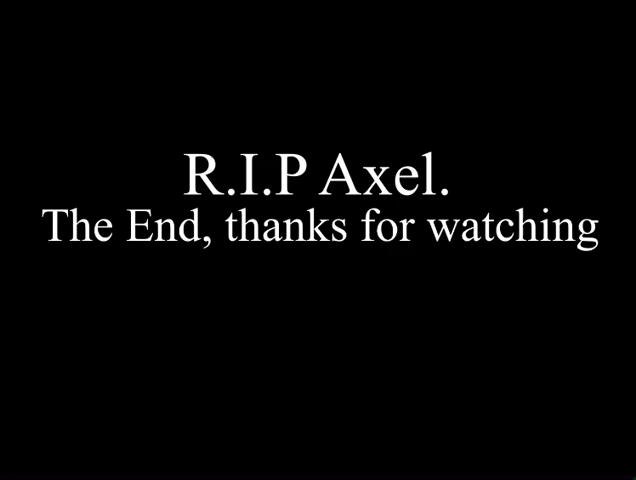 R.I.P Axel.
The End, thanks for watching